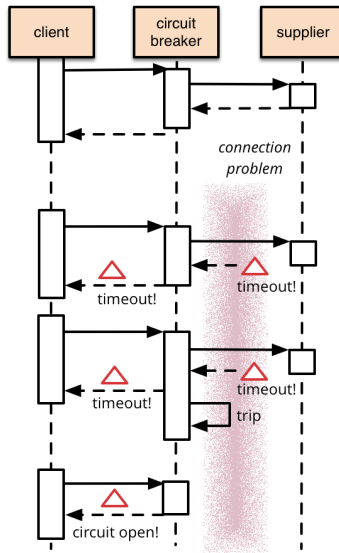 client
circuit
breaker
supplier
connection
problem
timeout!
timeout!
timeout!
timeout!
trip
circuit open!